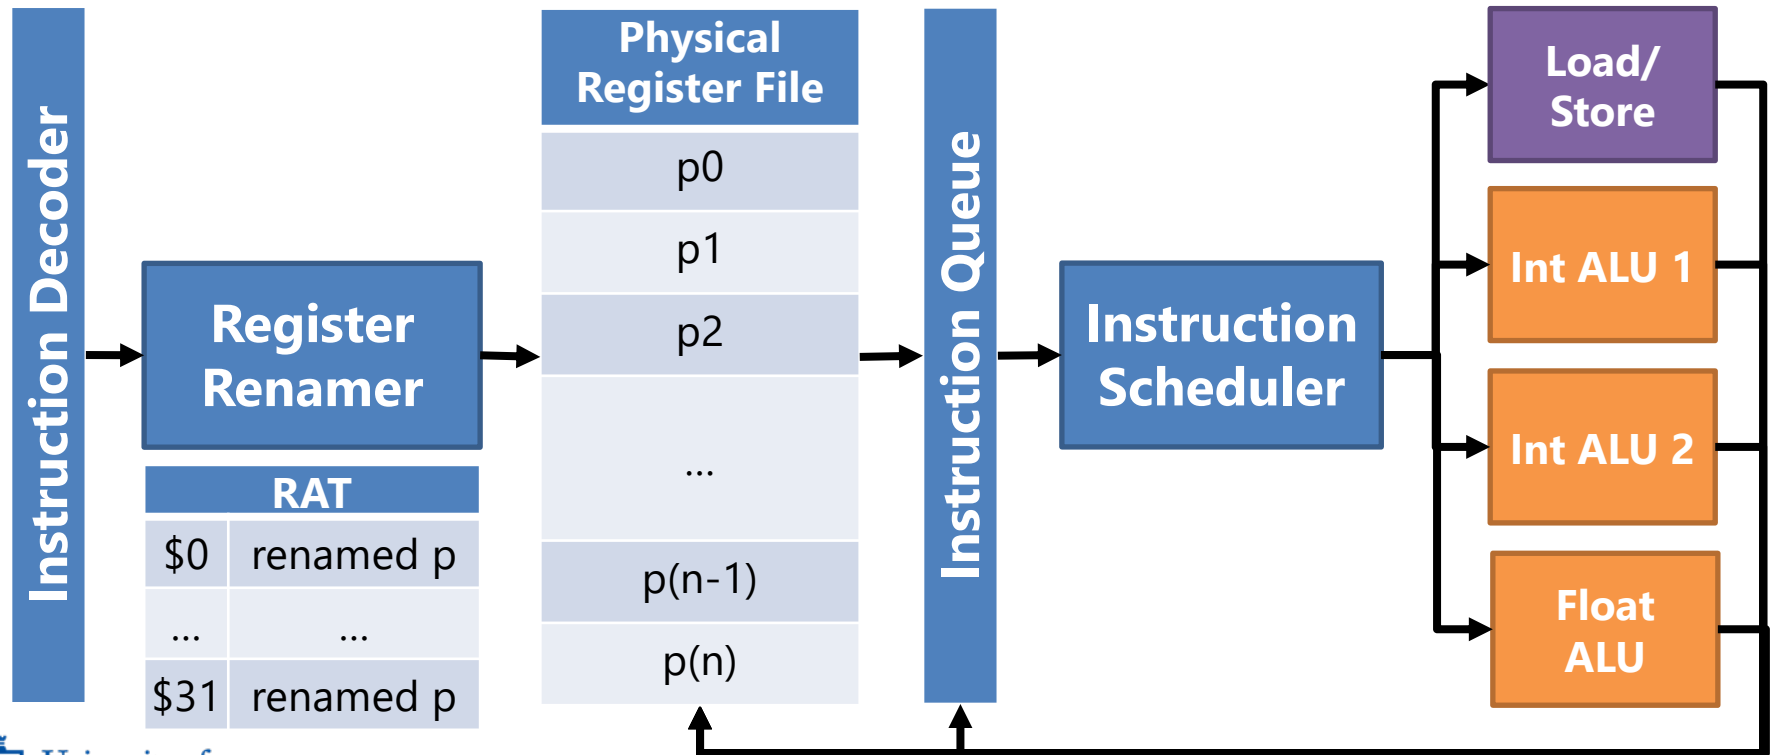 Instruction Decoder
Register
Renamer
RAT
$0 renamed p
... ...
$31 renamed p
Physical
Register File
p0
p1
p2
...
p(n-1)
p(n)
Instruction Queue
Instruction
Scheduler
Load/
Store
Int ALU 1
Int ALU 2
Float
ALU